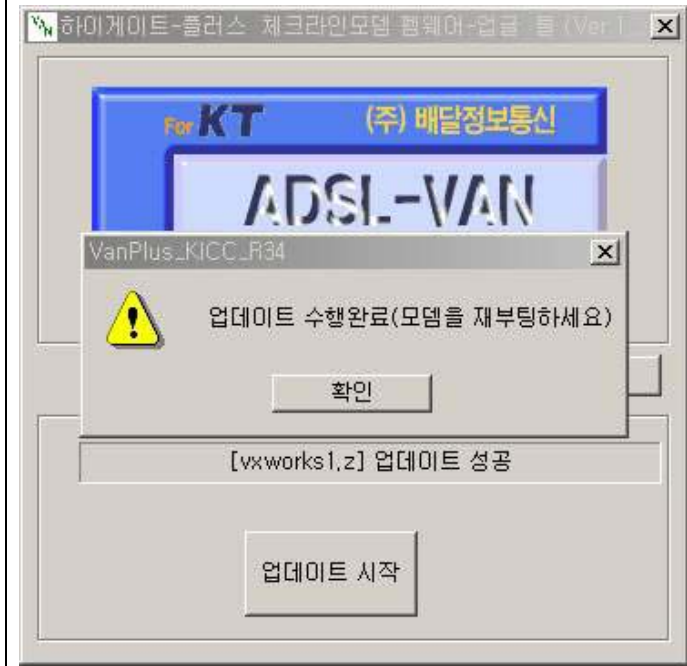 하이게이트-플러스 체크라인모뎀 펌웨어-업글 툴 (Ver
For KT (주) 배달정보통신
ADSL-VAN
VanPlus_KICC_R34
업데이트 수행완료(모뎀을 재부팅하세요)
확인
[vxworks1.z] 업데이트 성공
업데이트 시작